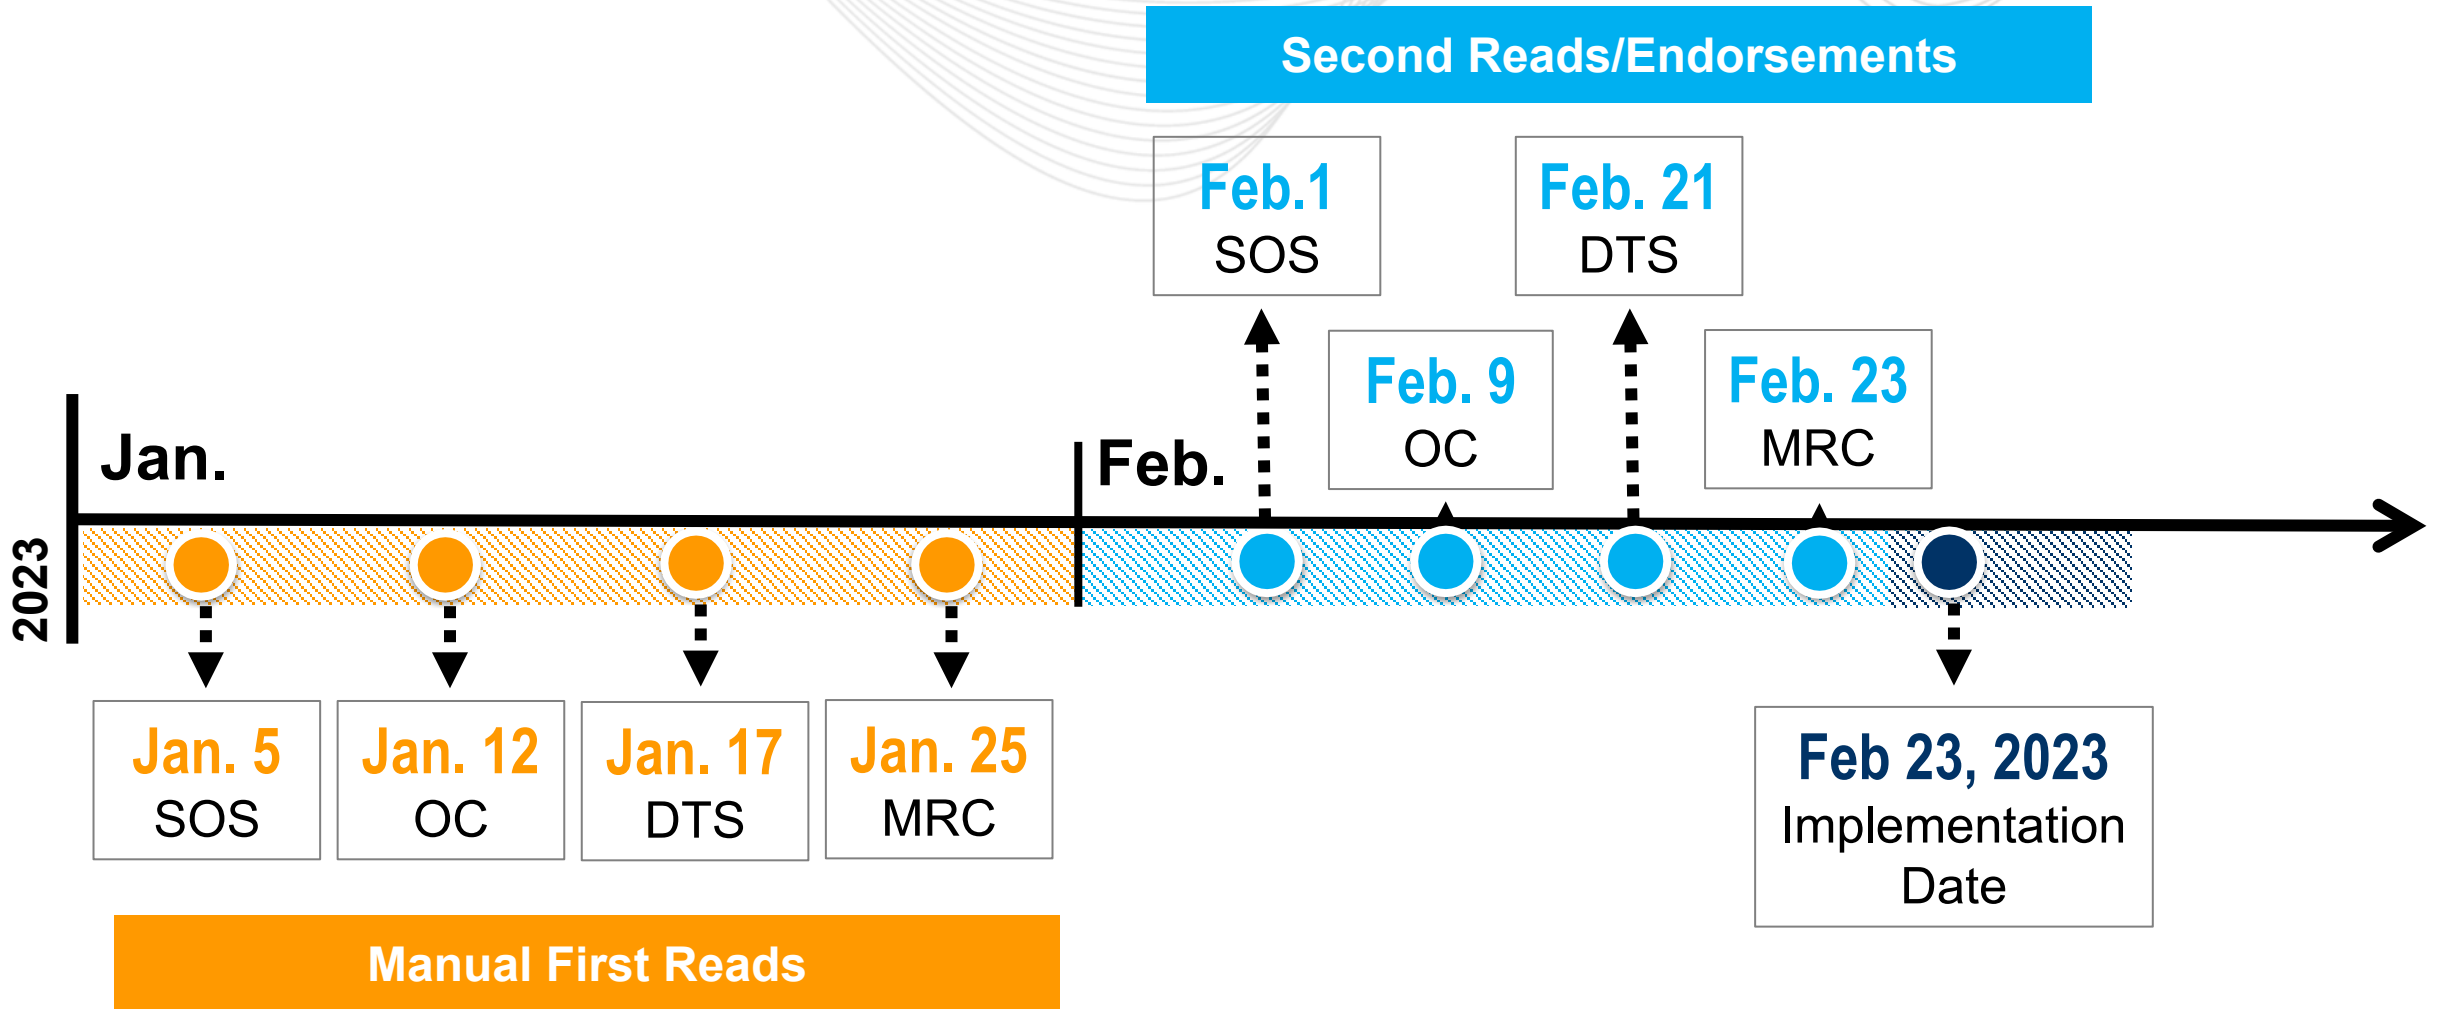 Second Reads/Endorsements
Feb.1
SOS
Feb. 21
DTS
Feb. 9
OC
Feb. 23
MRC
Jan.
Feb.
2023
Jan. 5
SOS
Jan. 12
OC
Jan. 17
DTS
Jan. 25
MRC
Feb 23, 2023
Implementation
Date
Manual First Reads